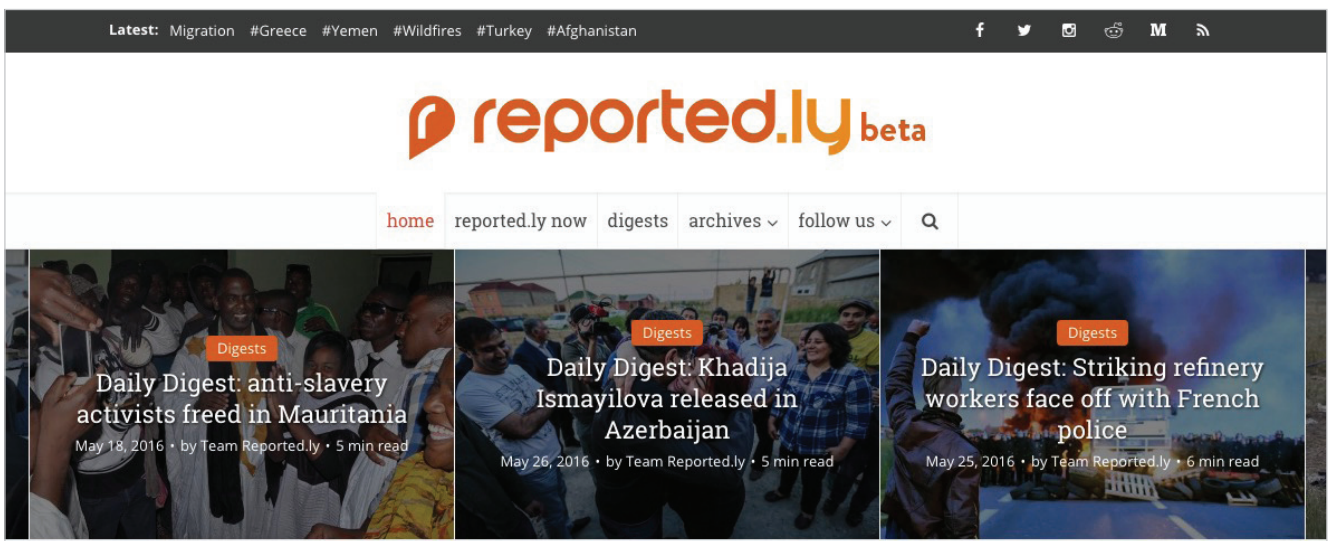 Latest: Migration #Greece #Yemen #Wildfires #Turkey #Afghanistan
reported.ly beta
home reported.ly now digests archives follow us
Digests
Daily Digest: anti-slavery
activists freed in Mauritania
May 18, 2016 • by Team Reported.ly • 5 min read
Digests
Daily Digest: Khadija
Ismayilova released in
Azerbaijan
May 26, 2016 • by Team Reported.ly • 5 min read
Digests
Daily Digest: Striking refinery
workers face off with French
police
May 25, 2016 • by Team Reported.ly • 6 min read